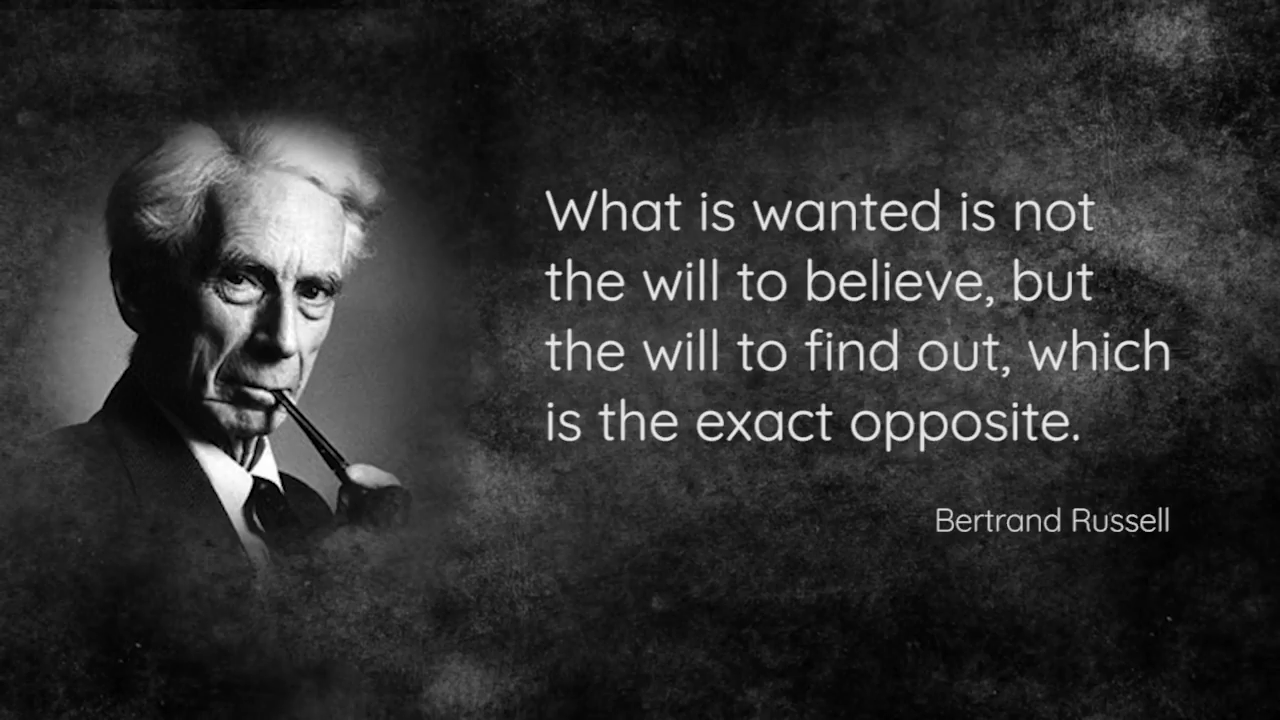 What is wanted is not
the will to believe, but
the will to find out, which
is the exact opposite.
Bertrand Russell